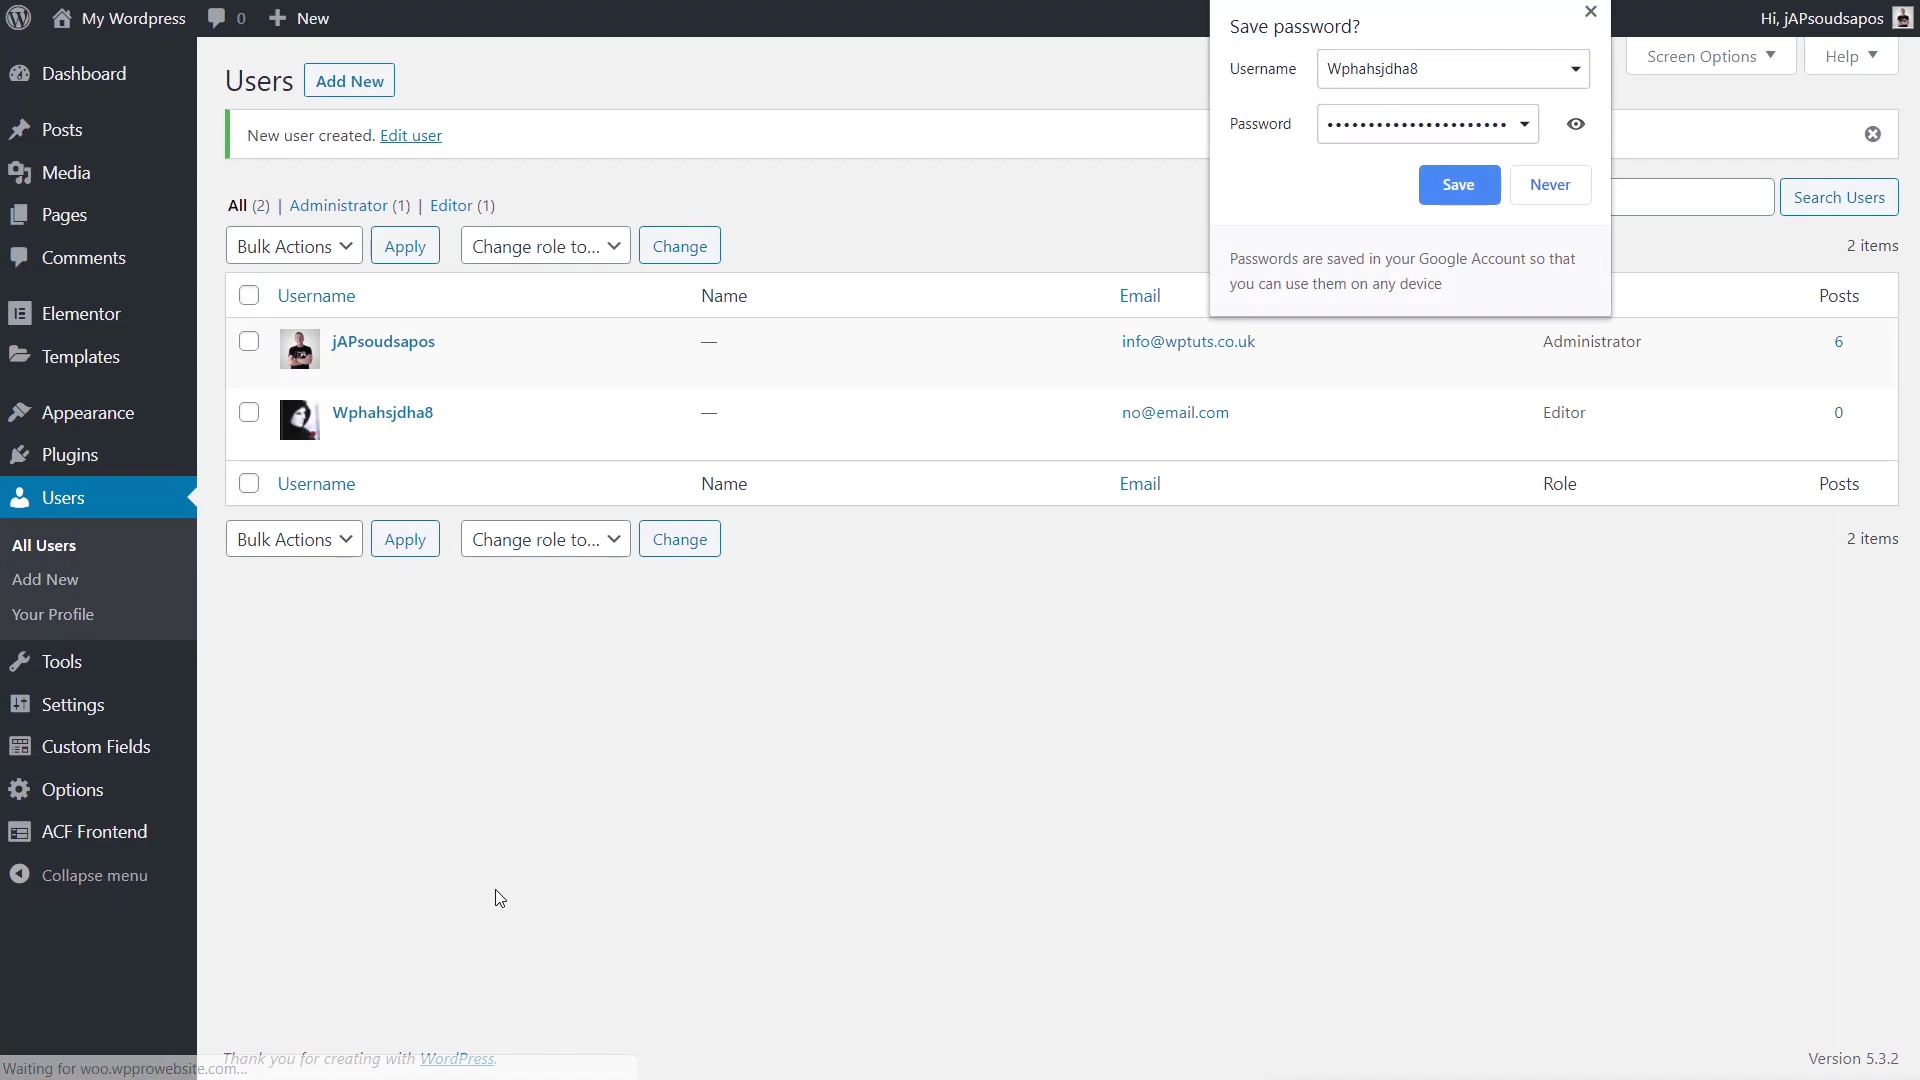 My Wordpress 0 New Hi, jAPsoudsapos
Dashboard
Posts
Media
Pages
Comments
Elementor
Templates
Appearance
Plugins
Users
All Users
Add New
Your Profile
Tools
Settings
Custom Fields
Options
ACF Frontend
Collapse menu
Screen Options Help
Users Add New
New user created. Edit user
Save password?
Username Wphahsjdha8
Password ••••••••••••••••••••••
Save Never
Passwords are saved in your Google Account so that
you can use them on any device
All (2) | Administrator (1) | Editor (1)
Search Users
Bulk Actions Apply Change role to... Change 2 items
Username Name Email Posts
jAPsoudsapos — info@wptuts.co.uk Administrator 6
Wphahsjdha8 — no@email.com Editor 0
Username Name Email Role Posts
Bulk Actions Apply Change role to... Change 2 items
Thank you for creating with WordPress. Version 5.3.2
Waiting for woo.wpprowebsite.com...